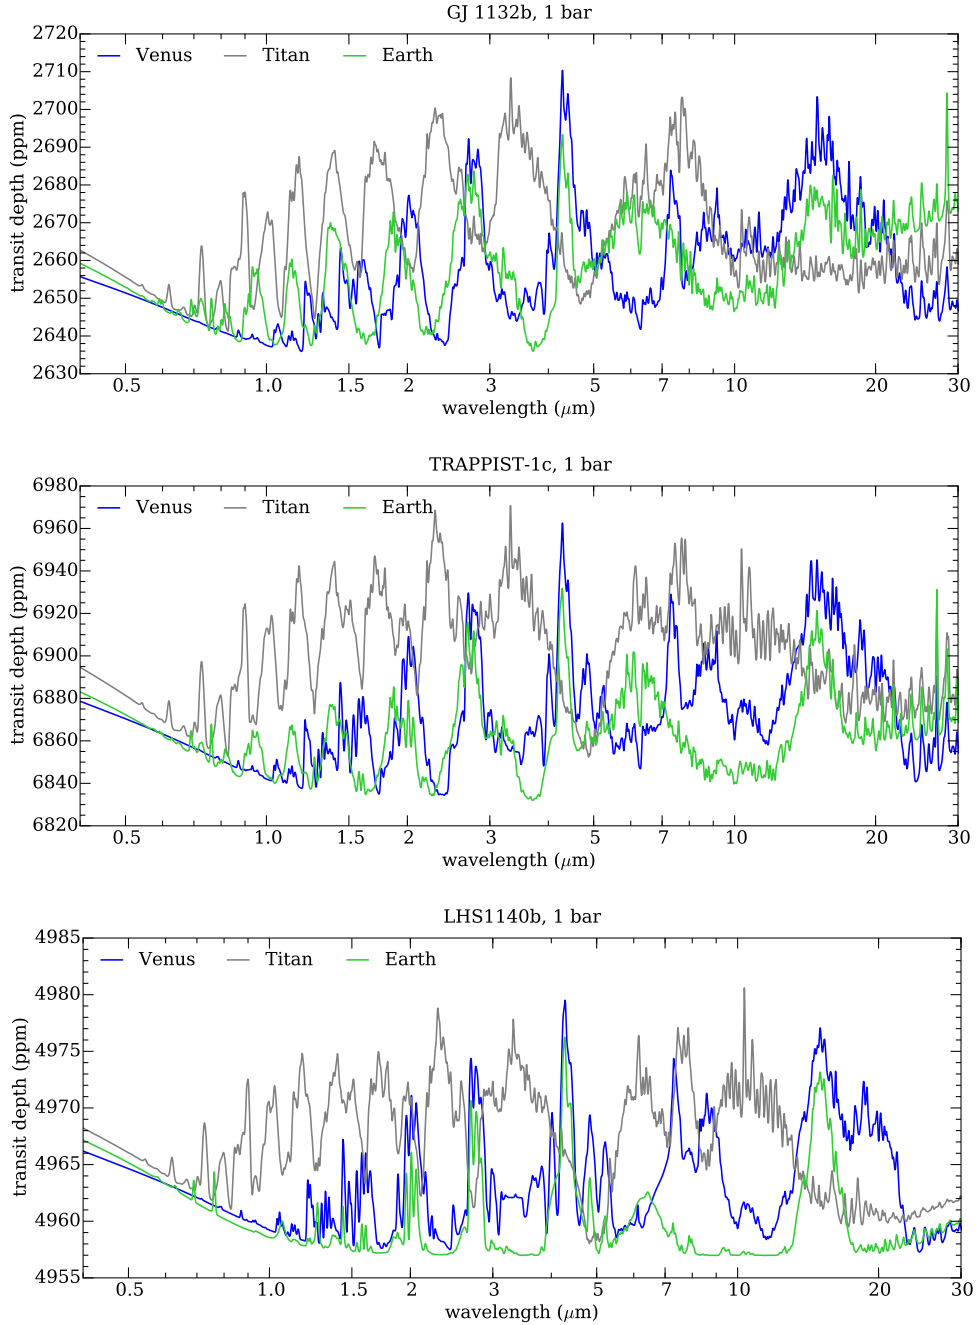 GJ 1132b, 1 bar
Venus Titan Earth
transit depth (ppm)
2720
2710
2700
2690
2680
2670
2660
2650
2640
2630
0.5 1.0 1.5 2 3 5 7 10 20 30
wavelength (μm)
TRAPPIST-1c, 1 bar
Venus Titan Earth
transit depth (ppm)
6980
6960
6940
6920
6900
6880
6860
6840
6820
0.5 1.0 1.5 2 3 5 7 10 20 30
wavelength (μm)
LHS1140b, 1 bar
Venus Titan Earth
transit depth (ppm)
4985
4980
4975
4970
4965
4960
4955
0.5 1.0 1.5 2 3 5 7 10 20 30
wavelength (μm)